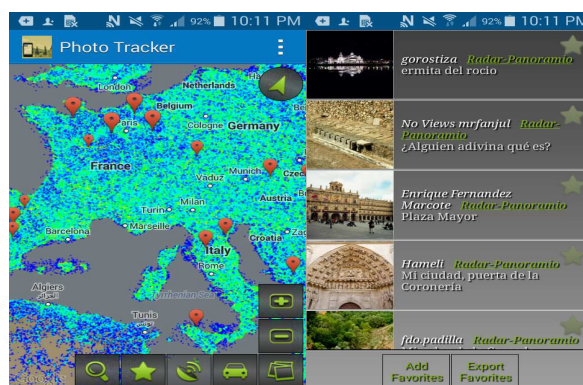 92% 10:11 PM
Photo Tracker
London
Netherlands
Belgium
Paris
Cologne Germany
France
Vaduz
Munich
Czec
Austria
Milan
Turin
Marseille
Croatia
Barcelona
Italy
Rome
Tyrrhenian Sea
Algiers
الجزائر
Tunis
تونس
92% 10:11 PM
gorostiza Radar-Panoramio
ermita del rocio
No Views mrfanjul Radar-
Panoramio
¿Alguien adivina qué es?
Enrique Fernandez
Marcote Radar-Panoramio
Plaza Mayor
Hameli Radar-Panoramio
Mi ciudad, puerta de la
Coronería
fdo.padilla Radar-Panoramio
Add
Favorites
Export
Favorites